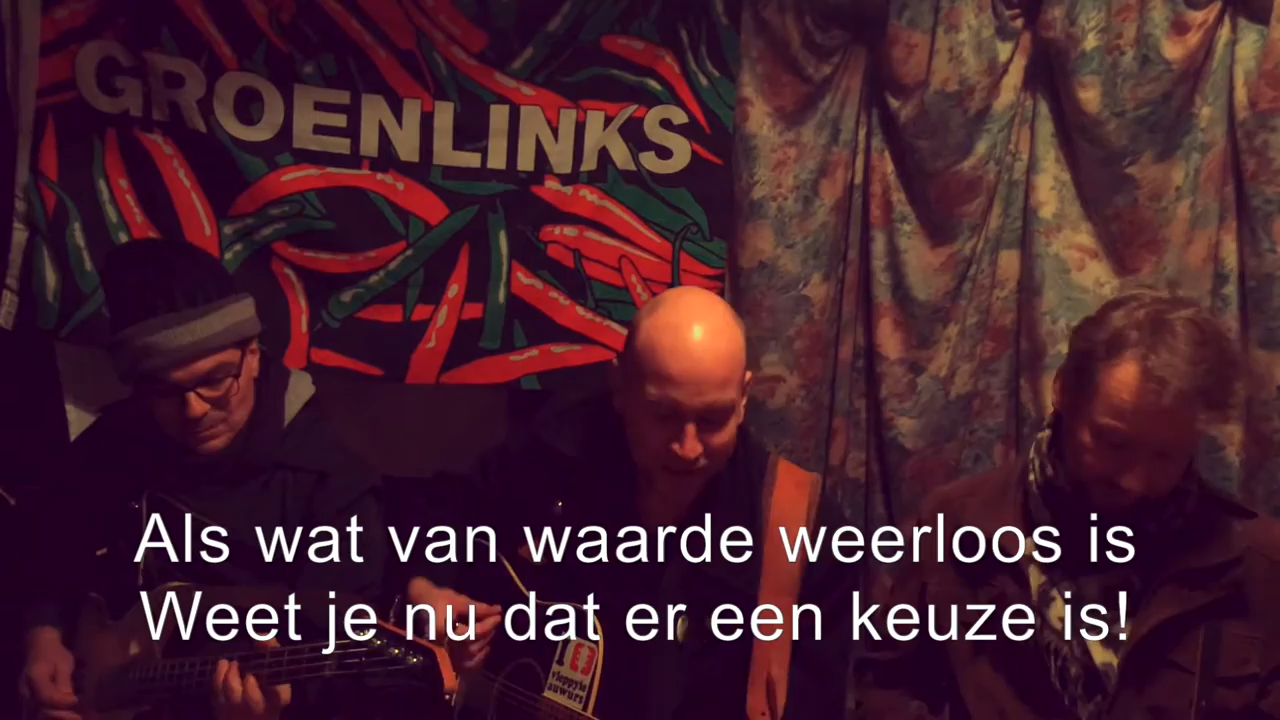 GROENLINKS
Als wat van waarde weerloos is
Weet je nu dat er een keuze is!